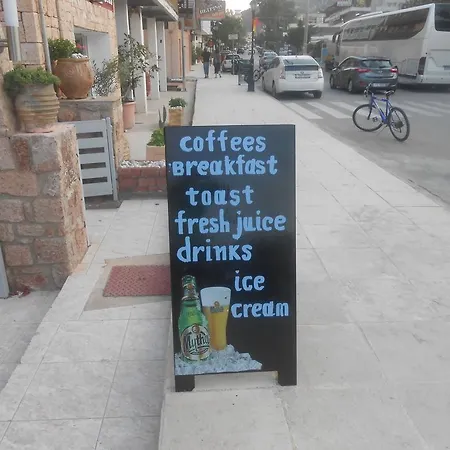 coffees
Breakfast
toast
fresh juice
drinks
ice
cream
Mythos